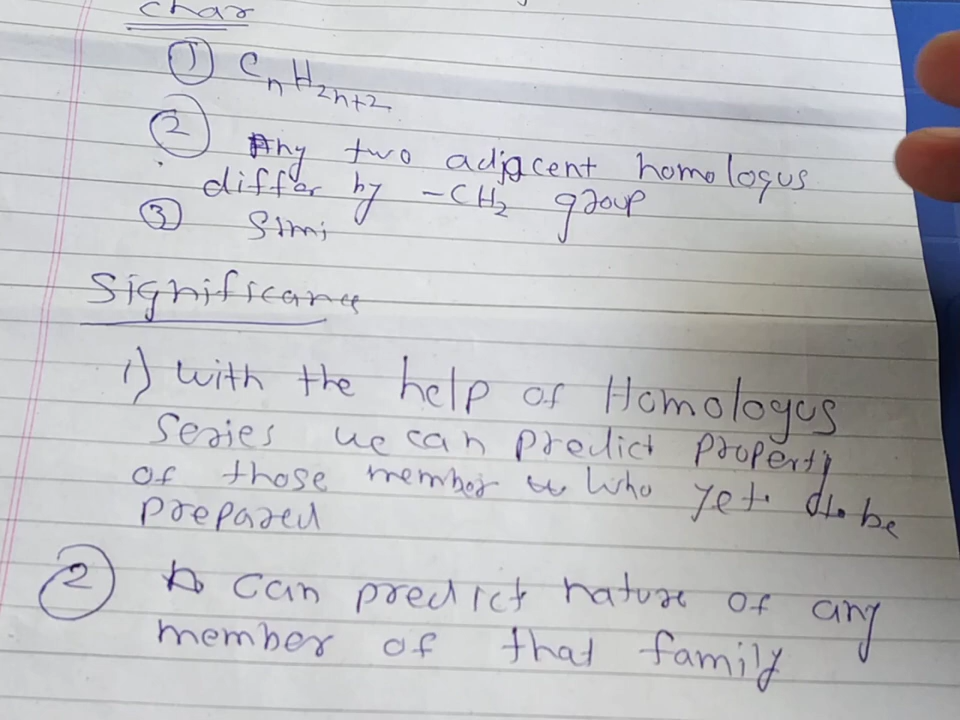 char
① CnH2n+2
② Any two adjacent homologus
differ by -CH2 group
③ Simi
Significance
1) with the help of Homologus
Series we can predict property
of those member who yet to be
prepared
② can predict nature of any
member of that family